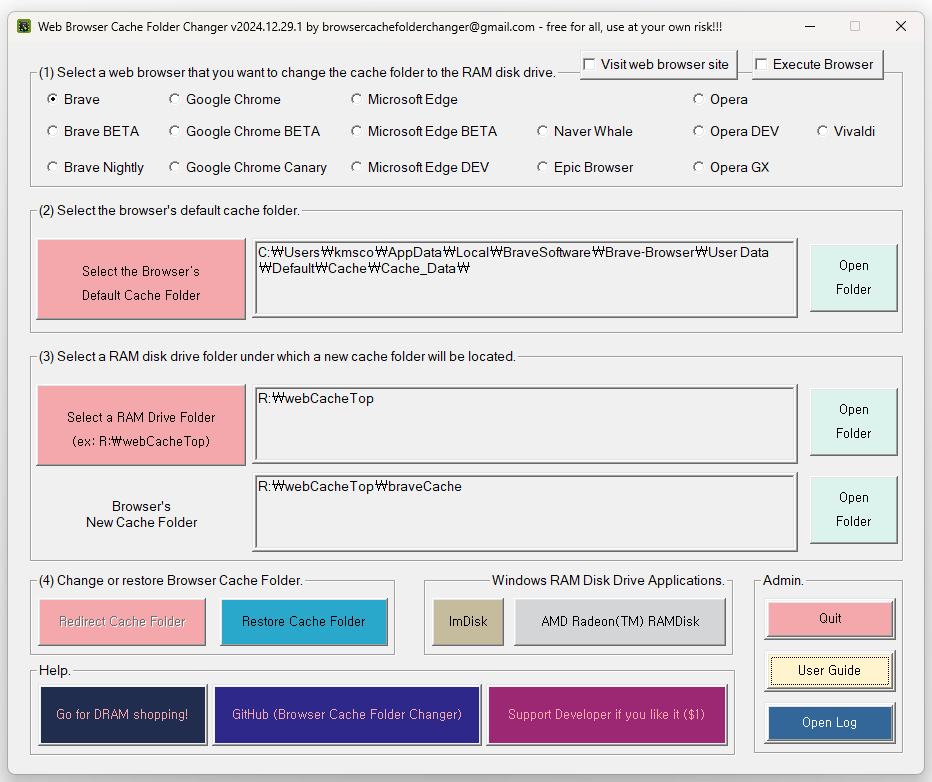 Web Browser Cache Folder Changer v2024.12.29.1 by browsercachefolderchanger@gmail.com - free for all, use at your own risk!!!
(1) Select a web browser that you want to change the cache folder to the RAM disk drive.
Visit web browser site
Execute Browser
Brave
Google Chrome
Microsoft Edge
Opera
Brave BETA
Google Chrome BETA
Microsoft Edge BETA
Naver Whale
Opera DEV
Vivaldi
Brave Nightly
Google Chrome Canary
Microsoft Edge DEV
Epic Browser
Opera GX
(2) Select the browser's default cache folder.
Select the Browser's
Default Cache Folder
C:₩Users₩kmsco₩AppData₩Local₩BraveSoftware₩Brave-Browser₩User Data
₩Default₩Cache₩Cache_Data₩
Open
Folder
(3) Select a RAM disk drive folder under which a new cache folder will be located.
Select a RAM Drive Folder
(ex: R:₩webCacheTop)
R:₩webCacheTop
Open
Folder
Browser's
New Cache Folder
R:₩webCacheTop₩braveCache
Open
Folder
(4) Change or restore Browser Cache Folder.
Redirect Cache Folder
Restore Cache Folder
Windows RAM Disk Drive Applications.
ImDisk
AMD Radeon(TM) RAMDisk
Admin.
Quit
User Guide
Open Log
Help.
Go for DRAM shopping!
GitHub (Browser Cache Folder Changer)
Support Developer if you like it ($1)